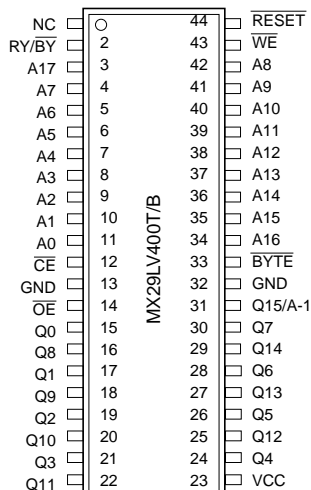 NC 44 RESET
RY/BY 2 43 WE
A17 3 42 A8
A7 4 41 A9
A6 5 40 A10
A5 6 39 A11
A4 7 38 A12
A3 8 37 A13
A2 9 36 A14
A1 10 35 A15
A0 11 34 A16
CE 12 33 BYTE
GND 13 32 GND
OE 14 31 Q15/A-1
Q0 15 30 Q7
Q8 16 29 Q14
Q1 17 28 Q6
Q9 18 27 Q13
Q2 19 26 Q5
Q10 20 25 Q12
Q3 21 24 Q4
Q11 22 23 VCC
MX29LV400T/B